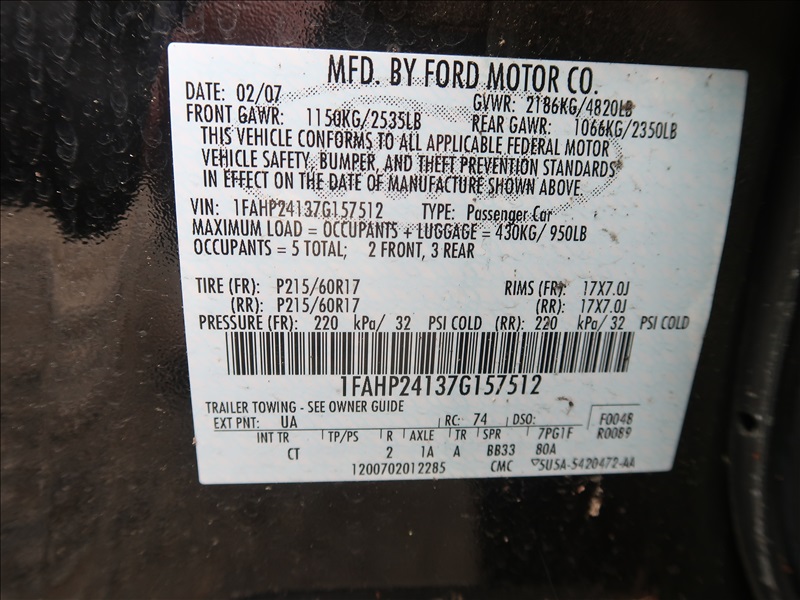 MFD. BY FORD MOTOR CO.
DATE: 02/07 GVWR: 2186KG/4820LB
FRONT GAWR: 1150KG/2535LB REAR GAWR: 1066KG/2350LB
THIS VEHICLE CONFORMS TO ALL APPLICABLE FEDERAL MOTOR
VEHICLE SAFETY, BUMPER, AND THEFT PREVENTION STANDARDS
IN EFFECT ON THE DATE OF MANUFACTURE SHOWN ABOVE.
VIN: 1FAHP24137G157512 TYPE: Passenger Car
MAXIMUM LOAD = OCCUPANTS + LUGGAGE = 430KG/ 950LB
OCCUPANTS = 5 TOTAL; 2 FRONT, 3 REAR
TIRE (FR): P215/60R17 RIMS (FR): 17X7.0J
(RR): P215/60R17 (RR): 17X7.0J
PRESSURE (FR): 220 kPa/ 32 PSI COLD (RR): 220 kPa/ 32 PSI COLD
1FAHP24137G157512
TRAILER TOWING - SEE OWNER GUIDE
EXT PNT: UA RC: 74 DSO: F0048
INT TR TP/PS R AXLE TR SPR 7PG1F R0089
CT 2 1A A BB33 80A
1200702012285 CMC 5U5A-5420472-AA